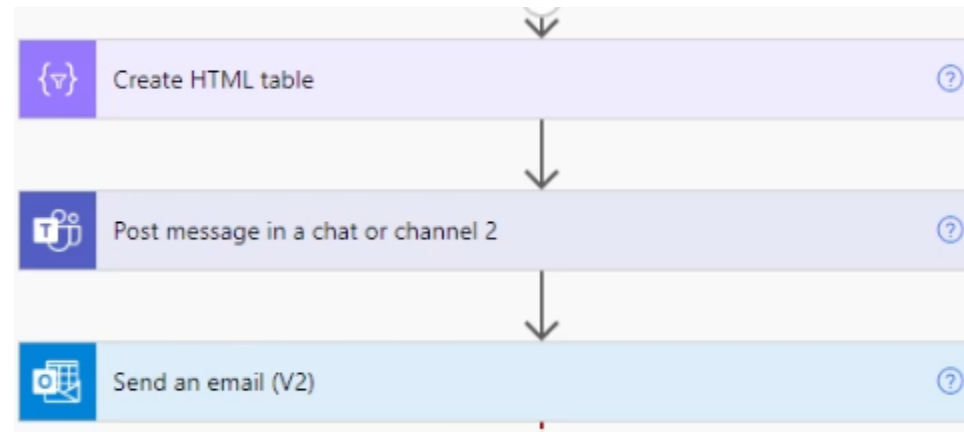 Create HTML table
?
T
Post message in a chat or channel 2
?
O
Send an email (V2)
?